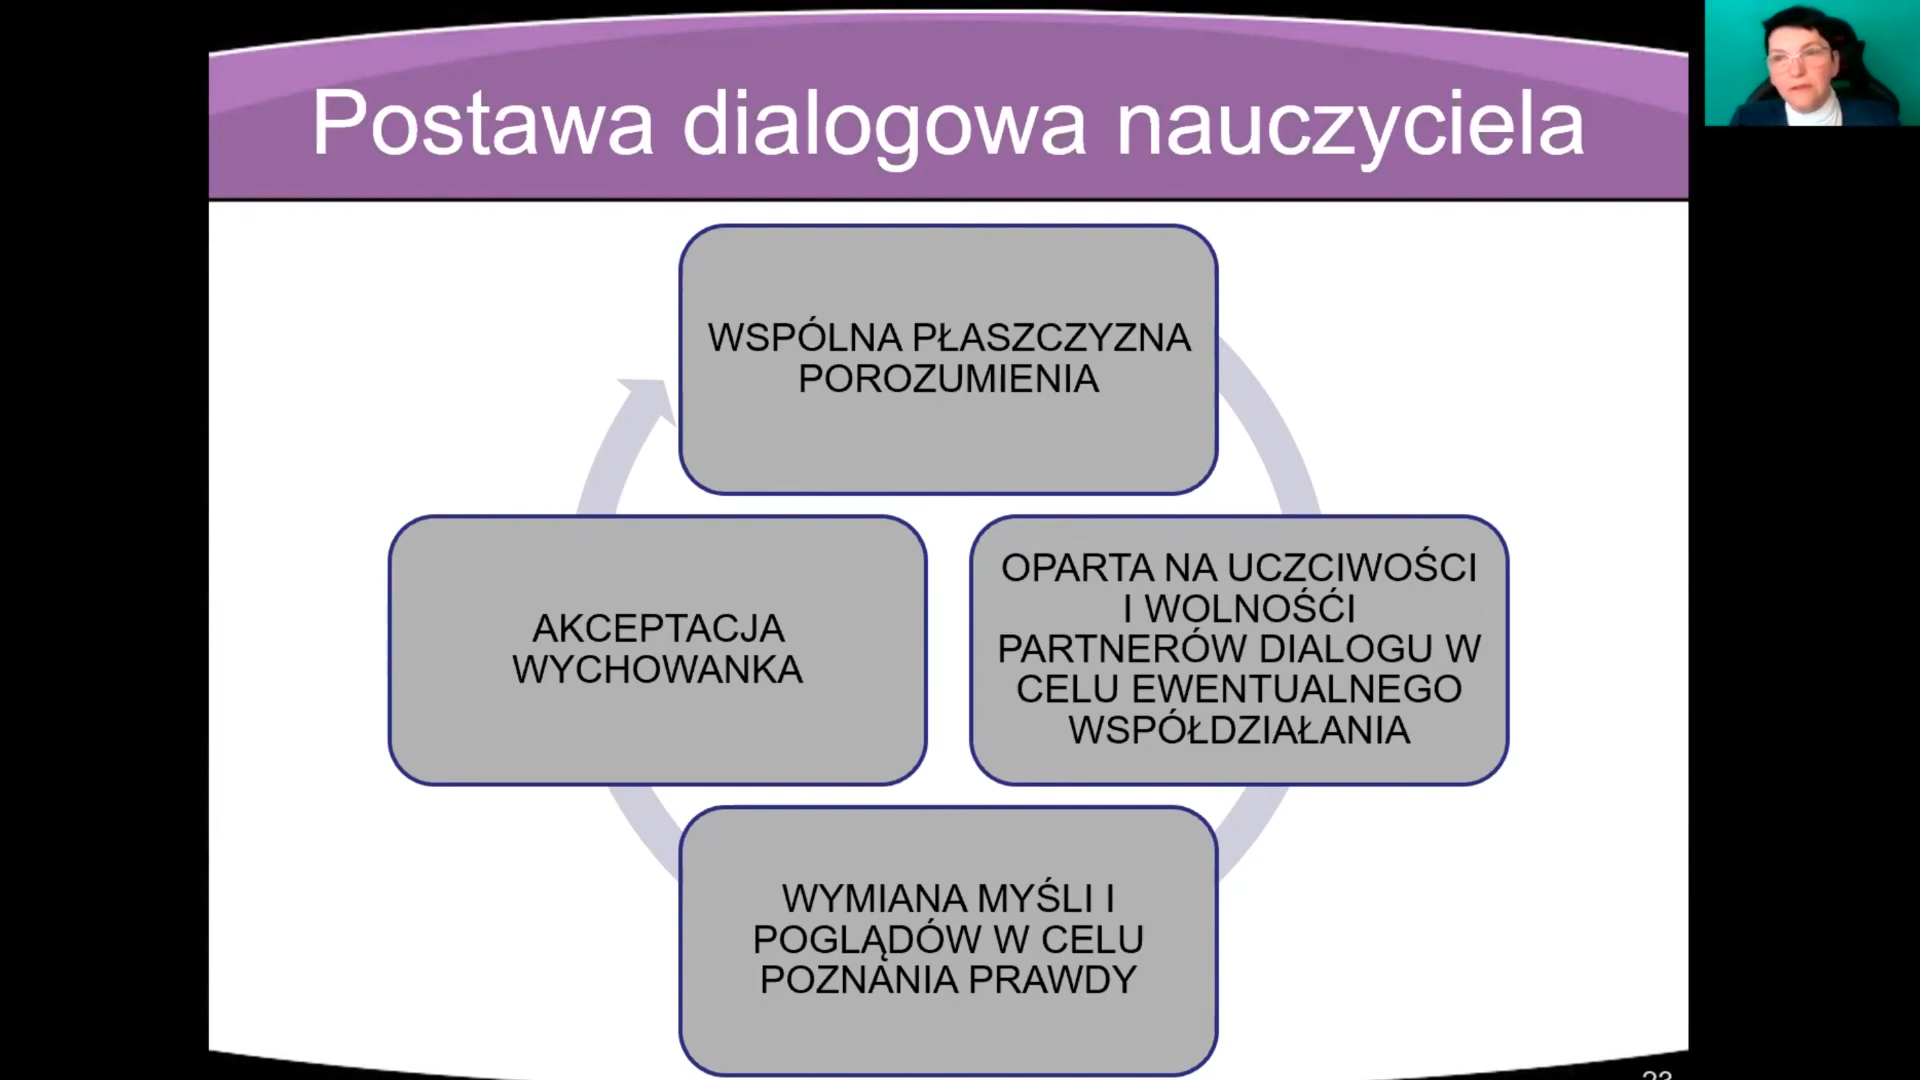 Postawa dialogowa nauczyciela
WSPÓLNA PŁASZCZYZNA
POROZUMIENIA
OPARTA NA UCZCIWOŚCI
I WOLNOŚĆI
PARTNERÓW DIALOGU W
CELU EWENTUALNEGO
WSPÓŁDZIAŁANIA
AKCEPTACJA
WYCHOWANKA
WYMIANA MYŚLI I
POGLĄDÓW W CELU
POZNANIA PRAWDY